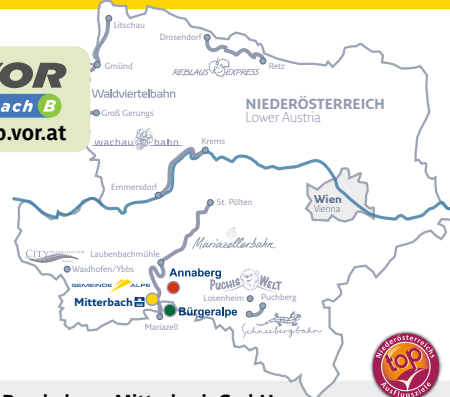 Litschau
Drosendorf
VOR
Gmünd
REBLAUS EXPRESS
Retz
ach B
Waldviertelbahn
NIEDERÖSTERREICH
Lower Austria
Groß Gerungs
p.vor.at
wachau bahn
Krems
Emmersdorf
Wien
Vienna
St. Pölten
Mariazellerbahn
CITY
Laubenbachmühle
Waidhofen/Ybbs
Annaberg
PUCHIS WELT
GEMEINDE ALPE
Mitterbach
Losenheim
Puchberg
Bürgeralpe
Mariazell
Schneebergbahn
Niederösterreichs
top
Ausflugsziele